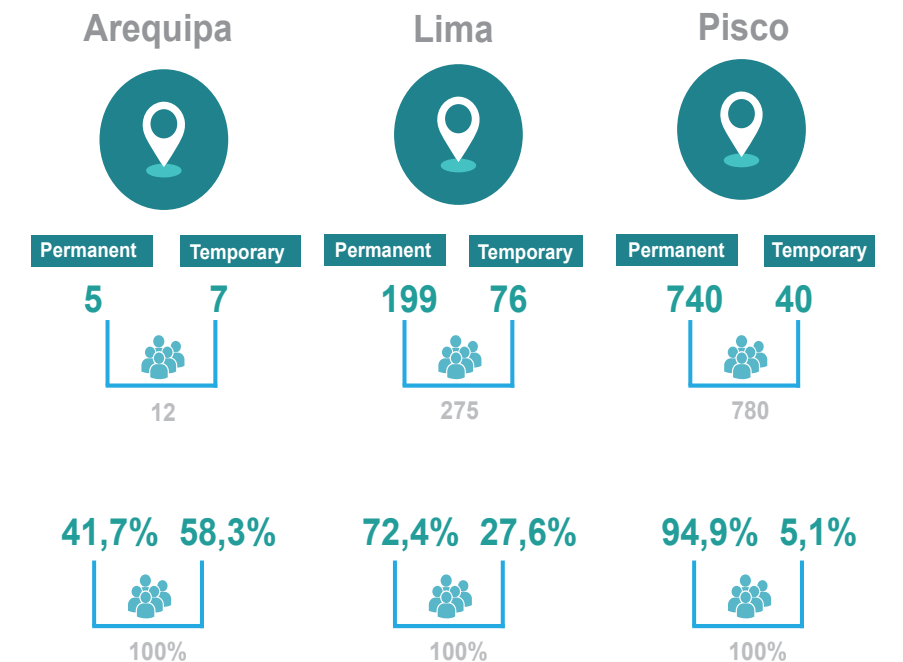 Arequipa
Lima
Pisco
Permanent Temporary
Permanent Temporary
Permanent Temporary
5 7
199 76
740 40
12
275
780
41,7% 58,3%
72,4% 27,6%
94,9% 5,1%
100%
100%
100%